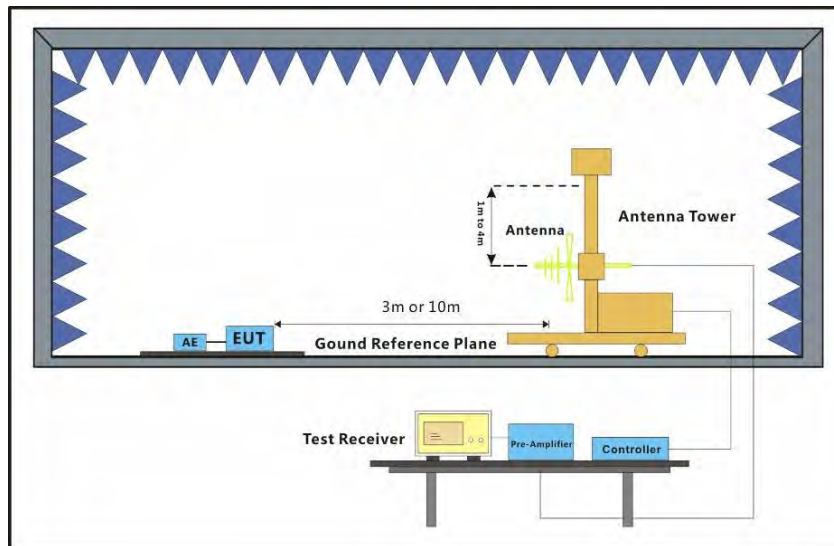 1m to 4m
Antenna
Antenna Tower
3m or 10m
AE
EUT
Gound Reference Plane
Test Receiver
Pre-Amplifier
Controller